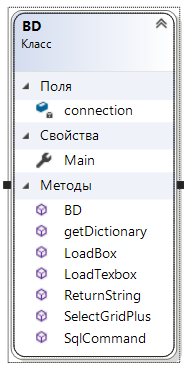 BD
Класс
Поля
connection
Свойства
Main
Методы
BD
getDictionary
LoadBox
LoadTexbox
ReturnString
SelectGridPlus
SqlCommand